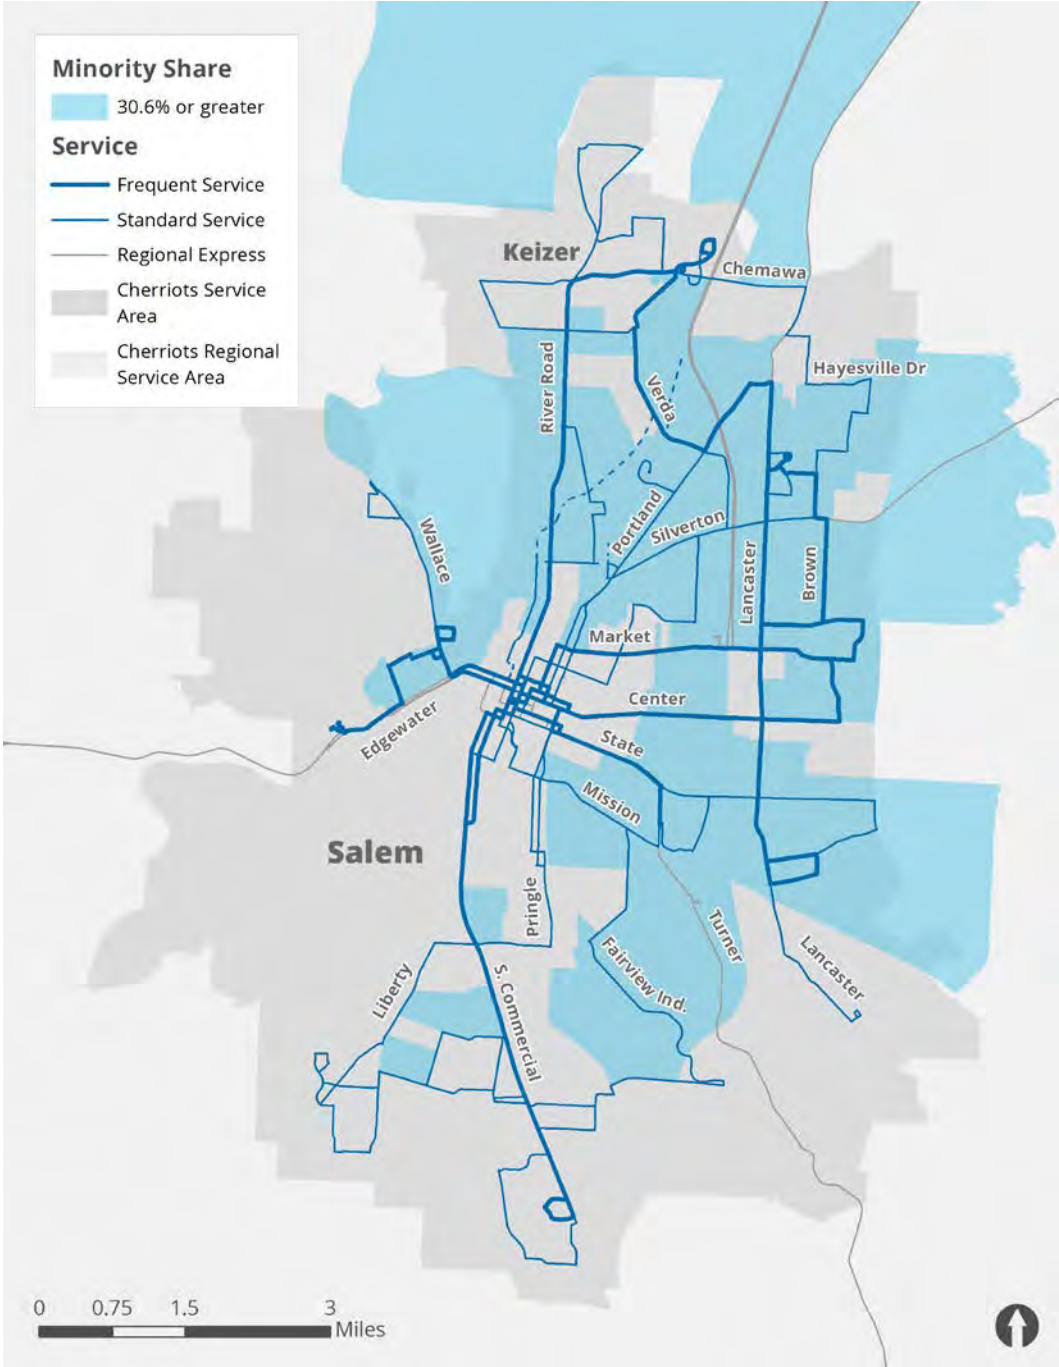 Minority Share
30.6% or greater
Service
Frequent Service
Standard Service
Regional Express
Cherriots Service
Area
Cherriots Regional
Service Area
Keizer
Chemawa
Hayesville Dr
River Road
Verda
Portland
Silverton
Wallace
Lancaster
Brown
Market
Center
Edgewater
State
Mission
Salem
Pringle
Turner
Lancaster
Fairview Ind.
Liberty
S. Commercial
0 0.75 1.5 3
Miles